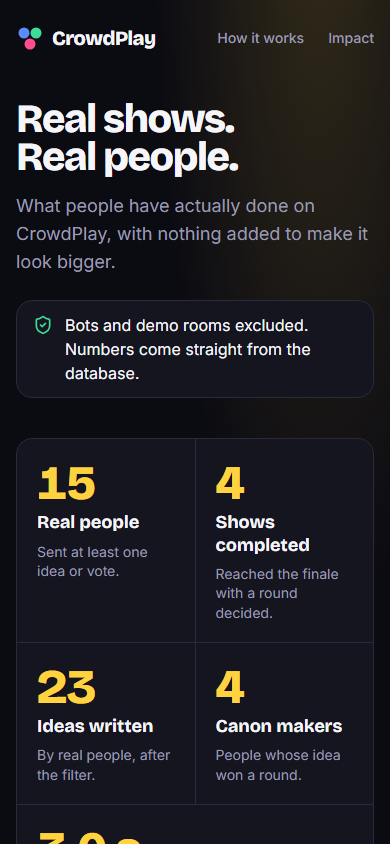 CrowdPlay
How it works
Impact
Real shows.
Real people.
What people have actually done on
CrowdPlay, with nothing added to make it
look bigger.
Bots and demo rooms excluded.
Numbers come straight from the
database.
15
Real people
Sent at least one
idea or vote.
4
Shows
completed
Reached the finale
with a round
decided.
23
Ideas written
By real people, after
the filter.
4
Canon makers
People whose idea
won a round.